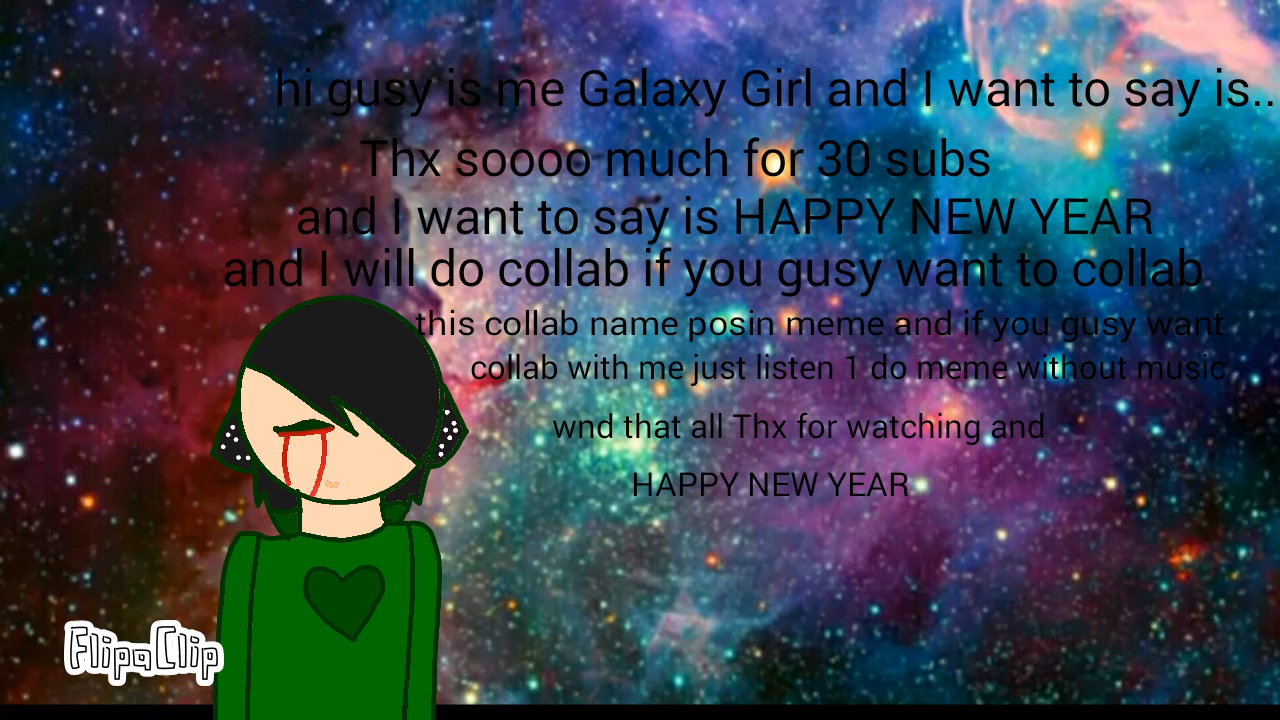 hi gusy is me Galaxy Girl and I want to say is..
Thx soooo much for 30 subs
and I want to say is HAPPY NEW YEAR
and I will do collab if you gusy want to collab
this collab name posin meme and if you gusy want
collab with me just listen 1 do meme without music
wnd that all Thx for watching and
HAPPY NEW YEAR
FlipaClip